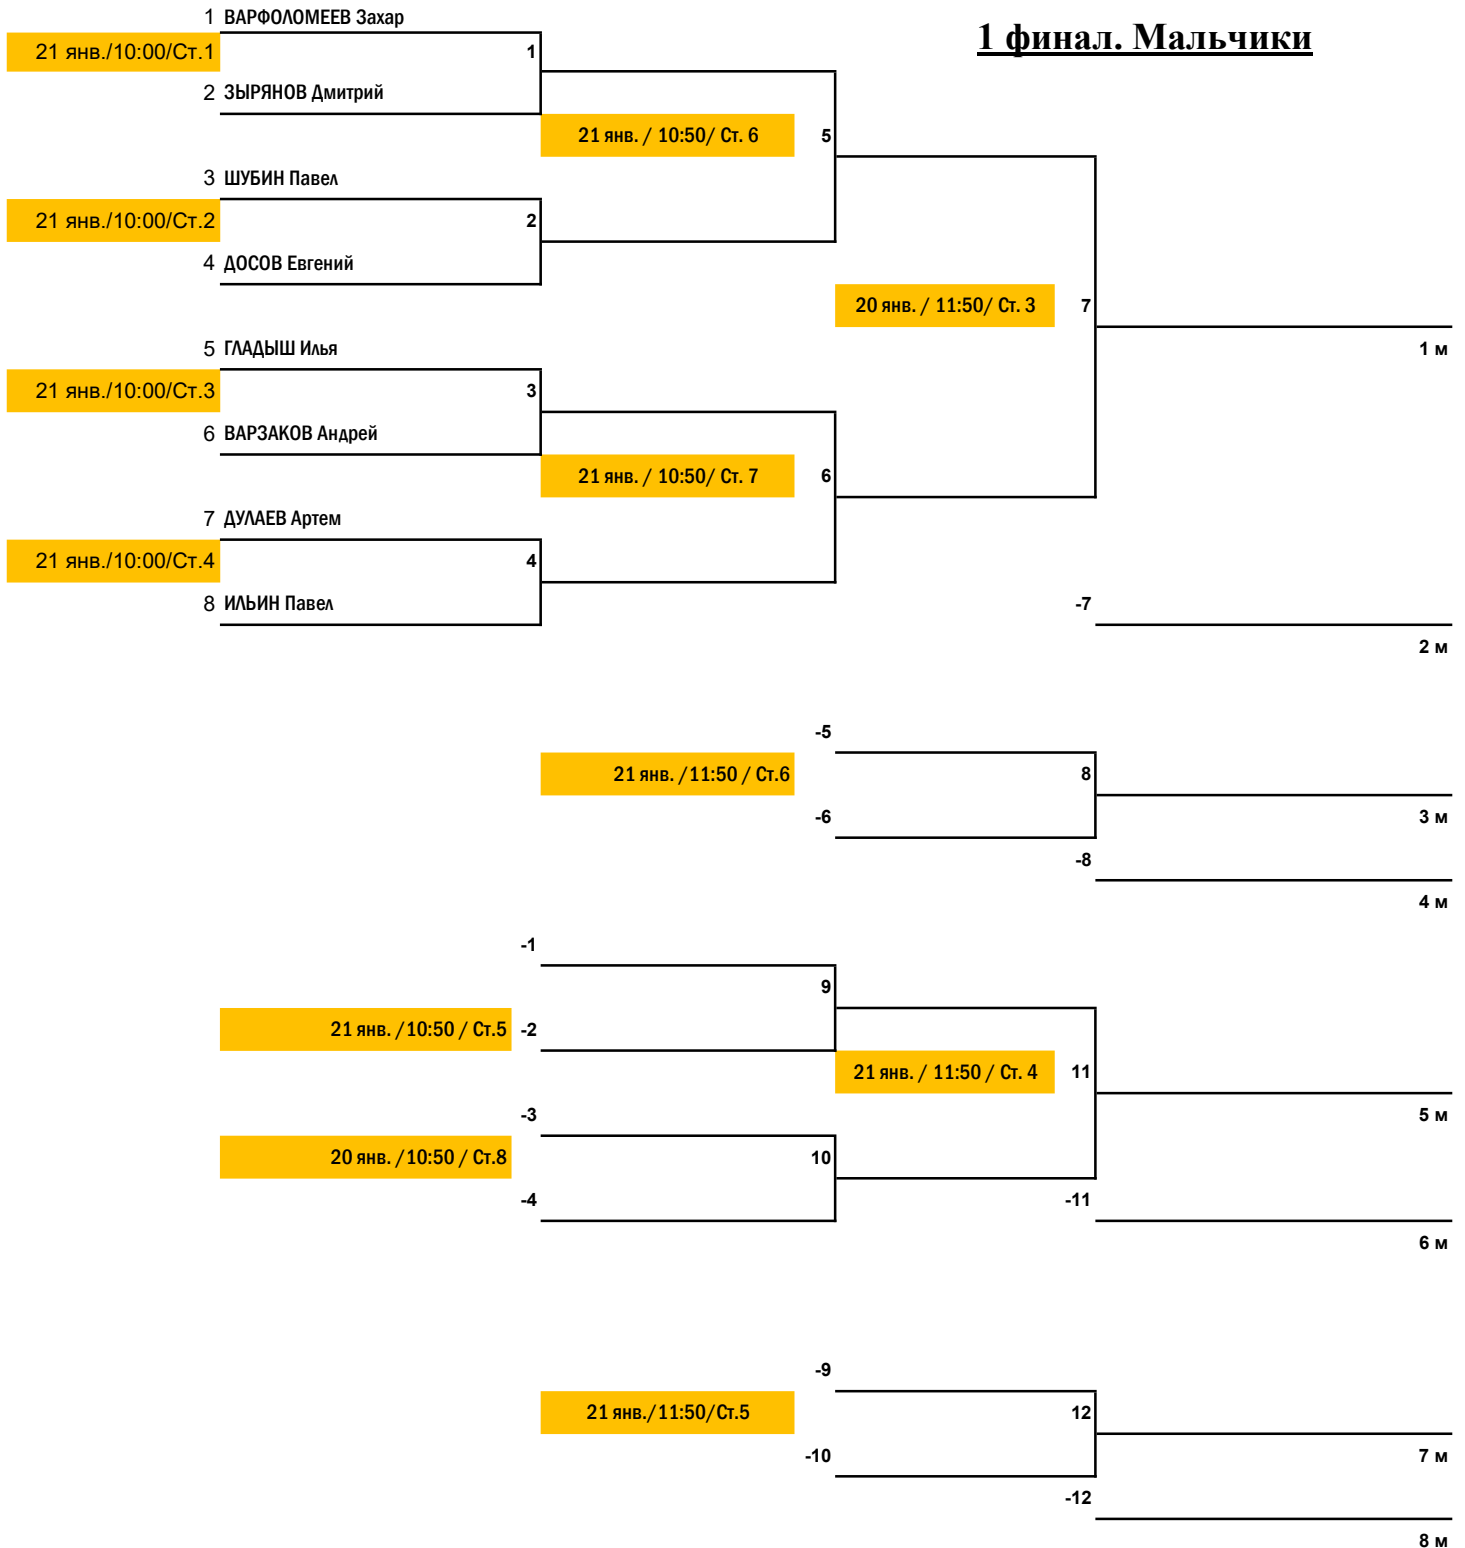 1 ВАРФОЛОМЕЕВ Захар
1 финал. Мальчики
21 янв./10:00/Ст.1
1
2 ЗЫРЯНОВ Дмитрий
21 янв. / 10:50/ Ст. 6
5
3 ШУБИН Павел
21 янв./10:00/Ст.2
2
4 ДОСОВ Евгений
20 янв. / 11:50/ Ст. 3
7
5 ГЛАДЫШ Илья
1 м
21 янв./10:00/Ст.3
3
6 ВАРЗАКОВ Андрей
21 янв. / 10:50/ Ст. 7
6
7 ДУЛАЕВ Артем
21 янв./10:00/Ст.4
4
8 ИЛЬИН Павел
-7
2 м
-5
21 янв. /11:50 / Ст.6
8
-6
3 м
-8
4 м
-1
9
21 янв. /10:50 / Ст.5
-2
21 янв. / 11:50 / Ст. 4
11
-3
5 м
20 янв. /10:50 / Ст.8
10
-4
-11
6 м
-9
21 янв./11:50/Ст.5
12
-10
7 м
-12
8 м